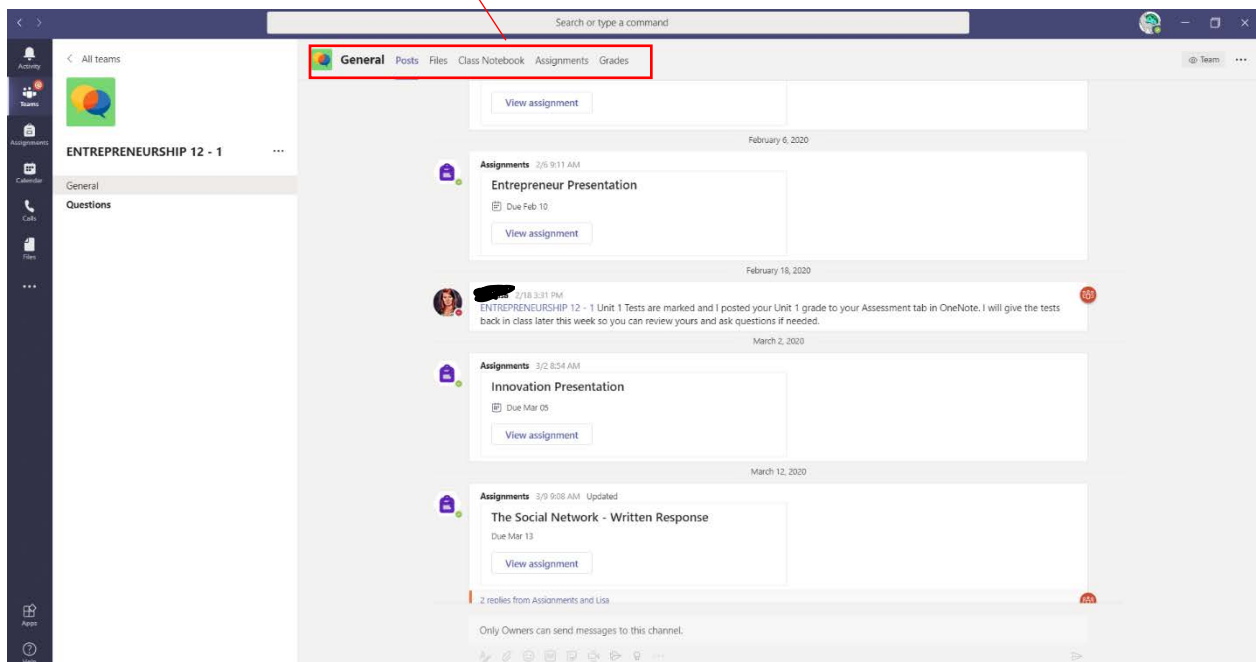 Search or type a command
Activity
Teams
Assignments
Calendar
Calls
Files
Apps
Help
All teams
ENTREPRENEURSHIP 12 - 1
General
Questions
General Posts Files Class Notebook Assignments Grades
Team
View assignment
February 6, 2020
Assignments 2/6 9:11 AM
Entrepreneur Presentation
Due Feb 10
View assignment
February 18, 2020
2/18 3:31 PM
ENTREPRENEURSHIP 12 - 1 Unit 1 Tests are marked and I posted your Unit 1 grade to your Assessment tab in OneNote. I will give the tests
back in class later this week so you can review yours and ask questions if needed.
March 2, 2020
Assignments 3/2 8:54 AM
Innovation Presentation
Due Mar 05
View assignment
March 12, 2020
Assignments 3/9 9:08 AM Updated
The Social Network - Written Response
Due Mar 13
View assignment
2 replies from Assignments and Lisa
Only Owners can send messages to this channel.